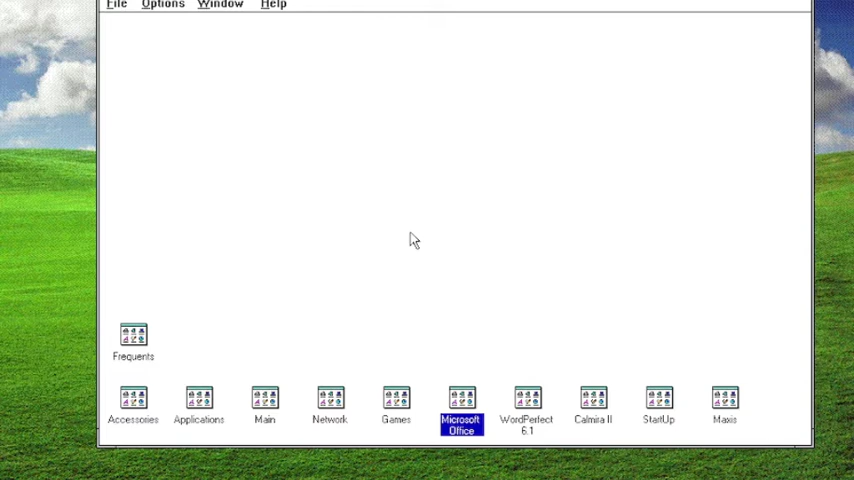 File Options Window Help
Frequents
Accessories Applications Main Network Games Microsoft Office WordPerfect 6.1 Calmira II StartUp Maxis